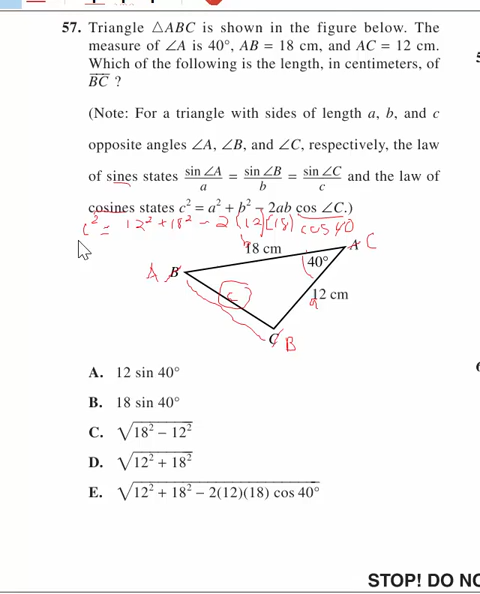 57. Triangle △ABC is shown in the figure below. The
measure of ∠A is 40°, AB = 18 cm, and AC = 12 cm.
Which of the following is the length, in centimeters, of
BC ?
(Note: For a triangle with sides of length a, b, and c
opposite angles ∠A, ∠B, and ∠C, respectively, the law
of sines states sin ∠A/a = sin ∠B/b = sin ∠C/c and the law of
cosines states c² = a² + b² – 2ab cos ∠C.)
c² = 12² + 18² - 2(12)(18) cos 40
b
18 cm
A C
40°
A B
c
12 cm
a
C B
A. 12 sin 40°
B. 18 sin 40°
C. √18² – 12²
D. √12² + 18²
E. √12² + 18² – 2(12)(18) cos 40°
STOP! DO NO